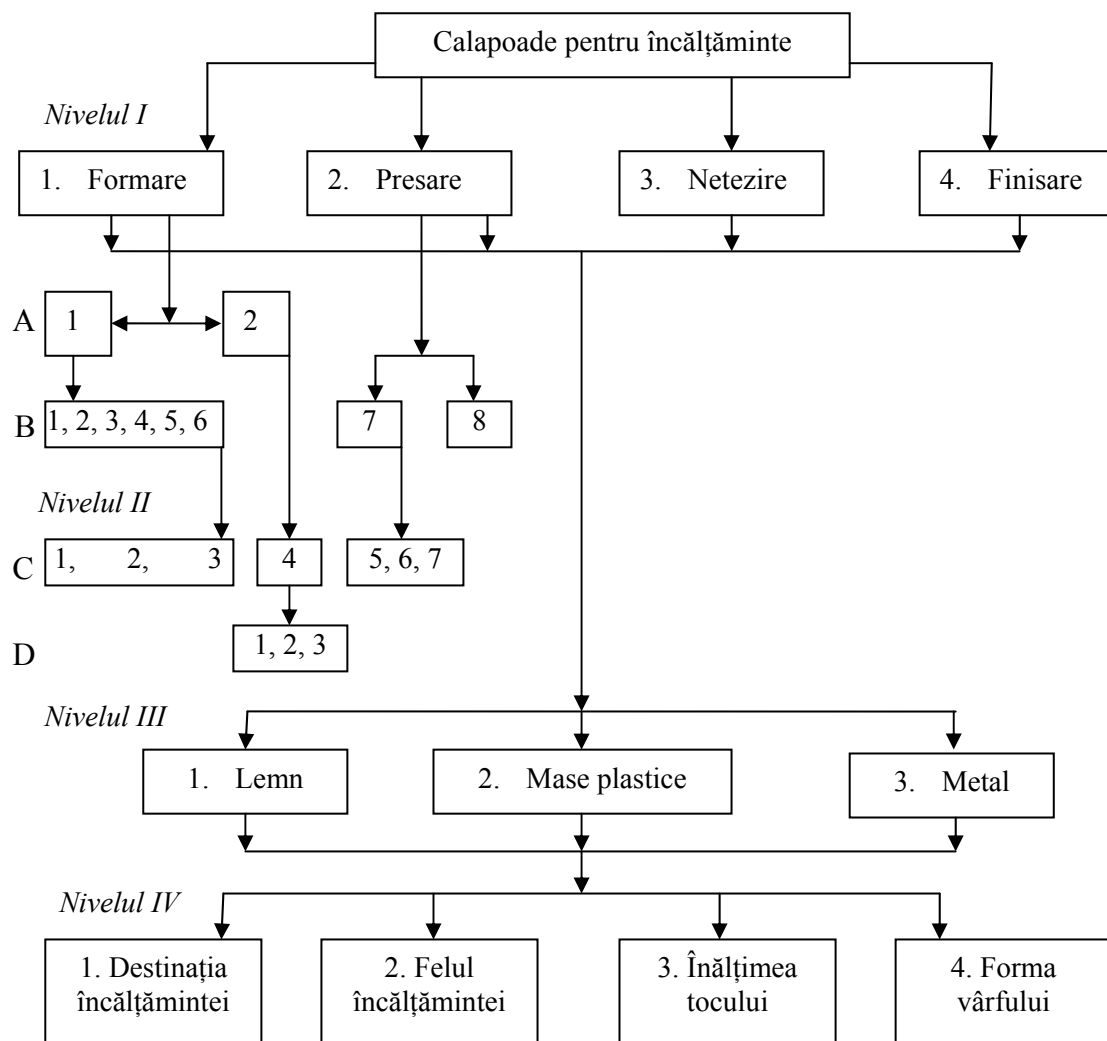 Calapoade pentru încălțăminte
Nivelul I
1. Formare
2. Presare
3. Netezire
4. Finisare
A
1
2
B
1, 2, 3, 4, 5, 6
7
8
Nivelul II
C
1, 2, 3
4
5, 6, 7
D
1, 2, 3
Nivelul III
1. Lemn
2. Mase plastice
3. Metal
Nivelul IV
1. Destinația
încălțămintei
2. Felul
încălțămintei
3. Înălțimea
tocului
4. Forma
vârfului